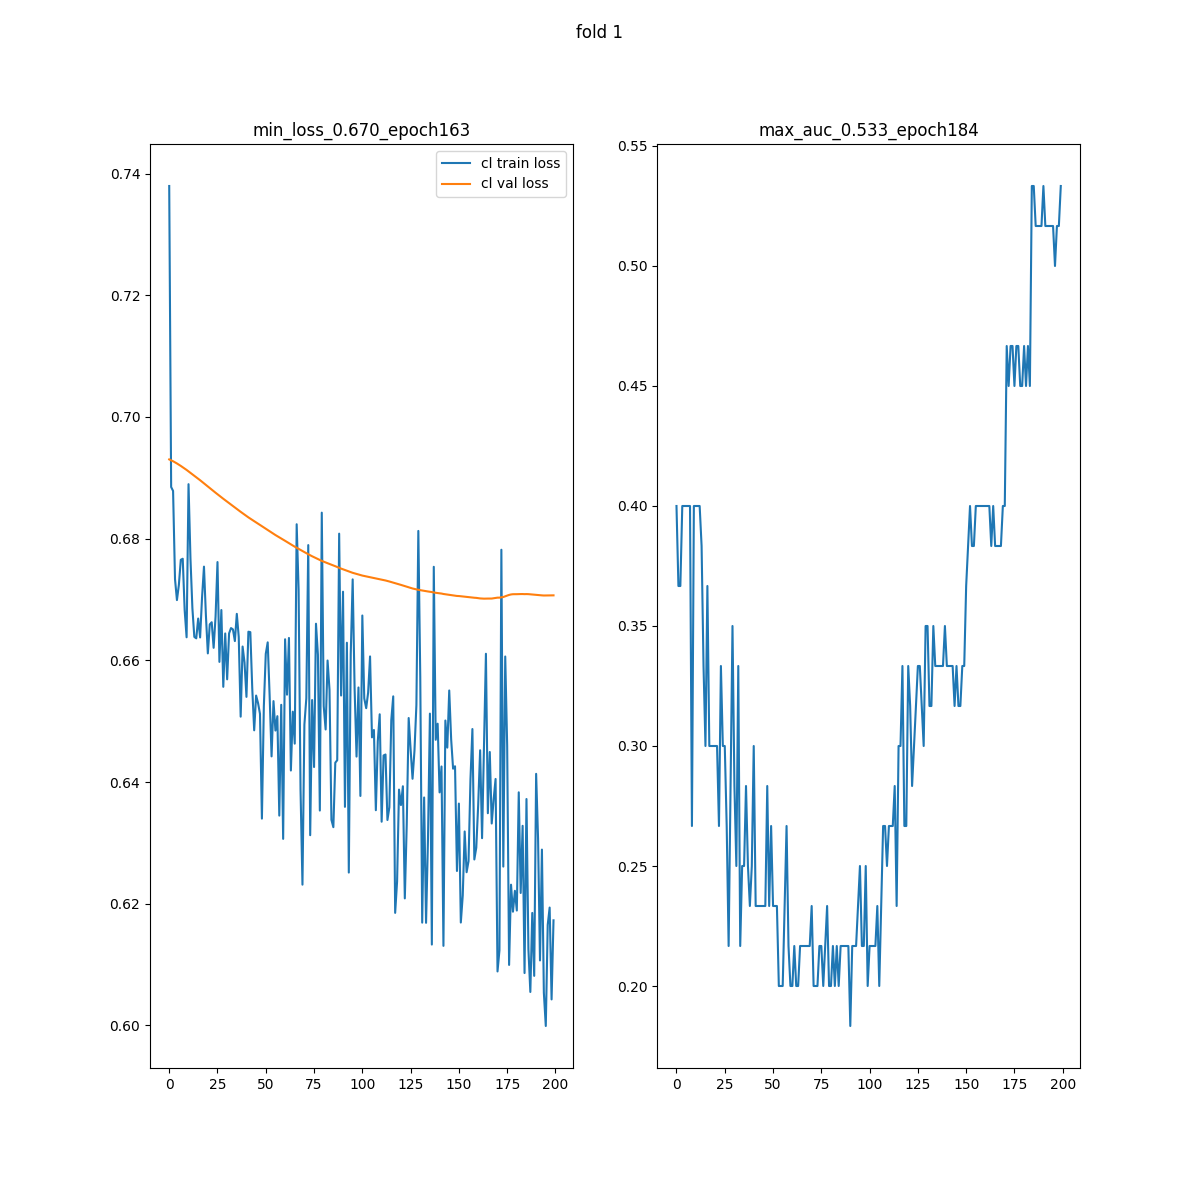 fold 1
min_loss_0.670_epoch163
cl train loss
cl val loss
0.74
0.72
0.70
0.68
0.66
0.64
0.62
0.60
0 25 50 75 100 125 150 175 200
max_auc_0.533_epoch184
0.55
0.50
0.45
0.40
0.35
0.30
0.25
0.20
0 25 50 75 100 125 150 175 200